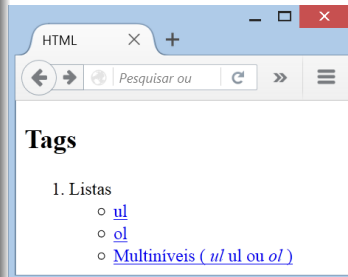 HTML
Pesquisar ou
Tags
1. Listas
ul
ol
Multiníveis ( ul ul ou ol )